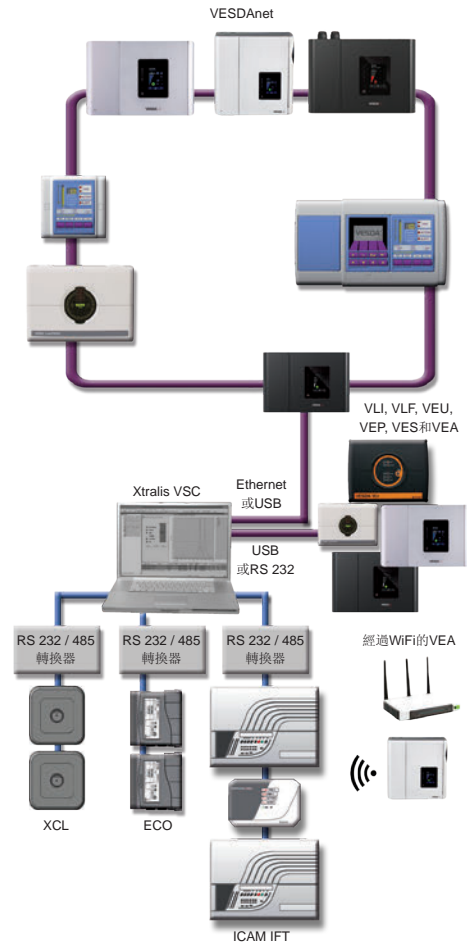 VESDAnet
VESDA
VLI, VLF, VEU,
VEP, VES和VEA
Ethernet
或USB
Xtralis VSC
USB
或RS 232
RS 232 / 485
轉換器
RS 232 / 485
轉換器
RS 232 / 485
轉換器
經過WiFi的VEA
XCL
ECO
ICAM IFT